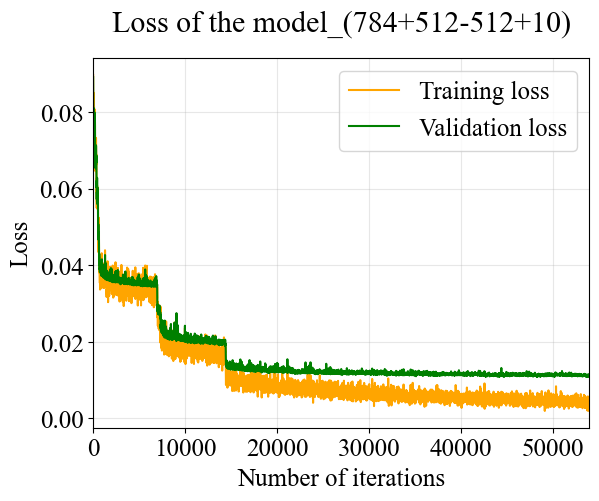 Loss of the model_(784+512-512+10)
Training loss
Validation loss
Loss
0.08
0.06
0.04
0.02
0.00
0 10000 20000 30000 40000 50000
Number of iterations